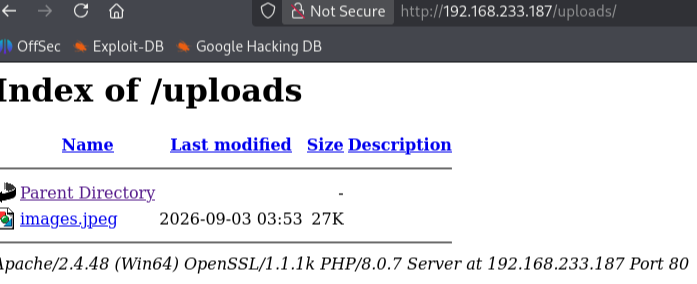 Not Secure http://192.168.233.187/uploads/
OffSec Exploit-DB Google Hacking DB
Index of /uploads
Name Last modified Size Description
Parent Directory -
images.jpeg 2026-09-03 03:53 27K
Apache/2.4.48 (Win64) OpenSSL/1.1.1k PHP/8.0.7 Server at 192.168.233.187 Port 80